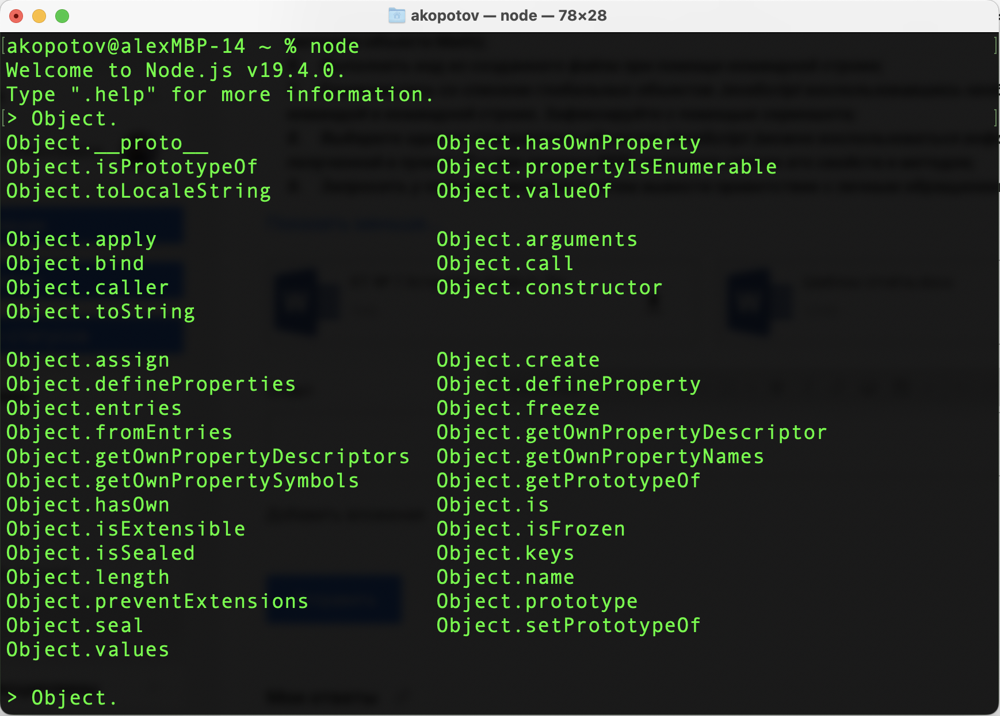 akopotov — node — 78×28
akopotov@alexMBP-14 ~ % node
Welcome to Node.js v19.4.0.
Type ".help" for more information.
> Object.
Object.__proto__ Object.hasOwnProperty
Object.isPrototypeOf Object.propertyIsEnumerable
Object.toLocaleString Object.valueOf
Object.apply Object.arguments
Object.bind Object.call
Object.caller Object.constructor
Object.toString
Object.assign Object.create
Object.defineProperties Object.defineProperty
Object.entries Object.freeze
Object.fromEntries Object.getOwnPropertyDescriptor
Object.getOwnPropertyDescriptors Object.getOwnPropertyNames
Object.getOwnPropertySymbols Object.getPrototypeOf
Object.hasOwn Object.is
Object.isExtensible Object.isFrozen
Object.isSealed Object.keys
Object.length Object.name
Object.preventExtensions Object.prototype
Object.seal Object.setPrototypeOf
Object.values
> Object.